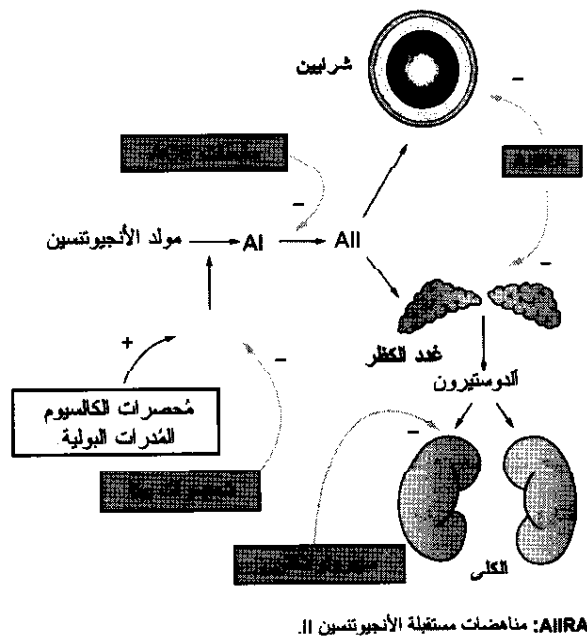 شرايين
AIIRA
مولد الأنجيوتنسين
AI
AII
غدد الكظر
ألدوستيرون
مُحصرات الكالسيوم
المُدرات البولية
الكلى
AIIRA: مناهضات مستقبلة الأنجيوتنسين II.